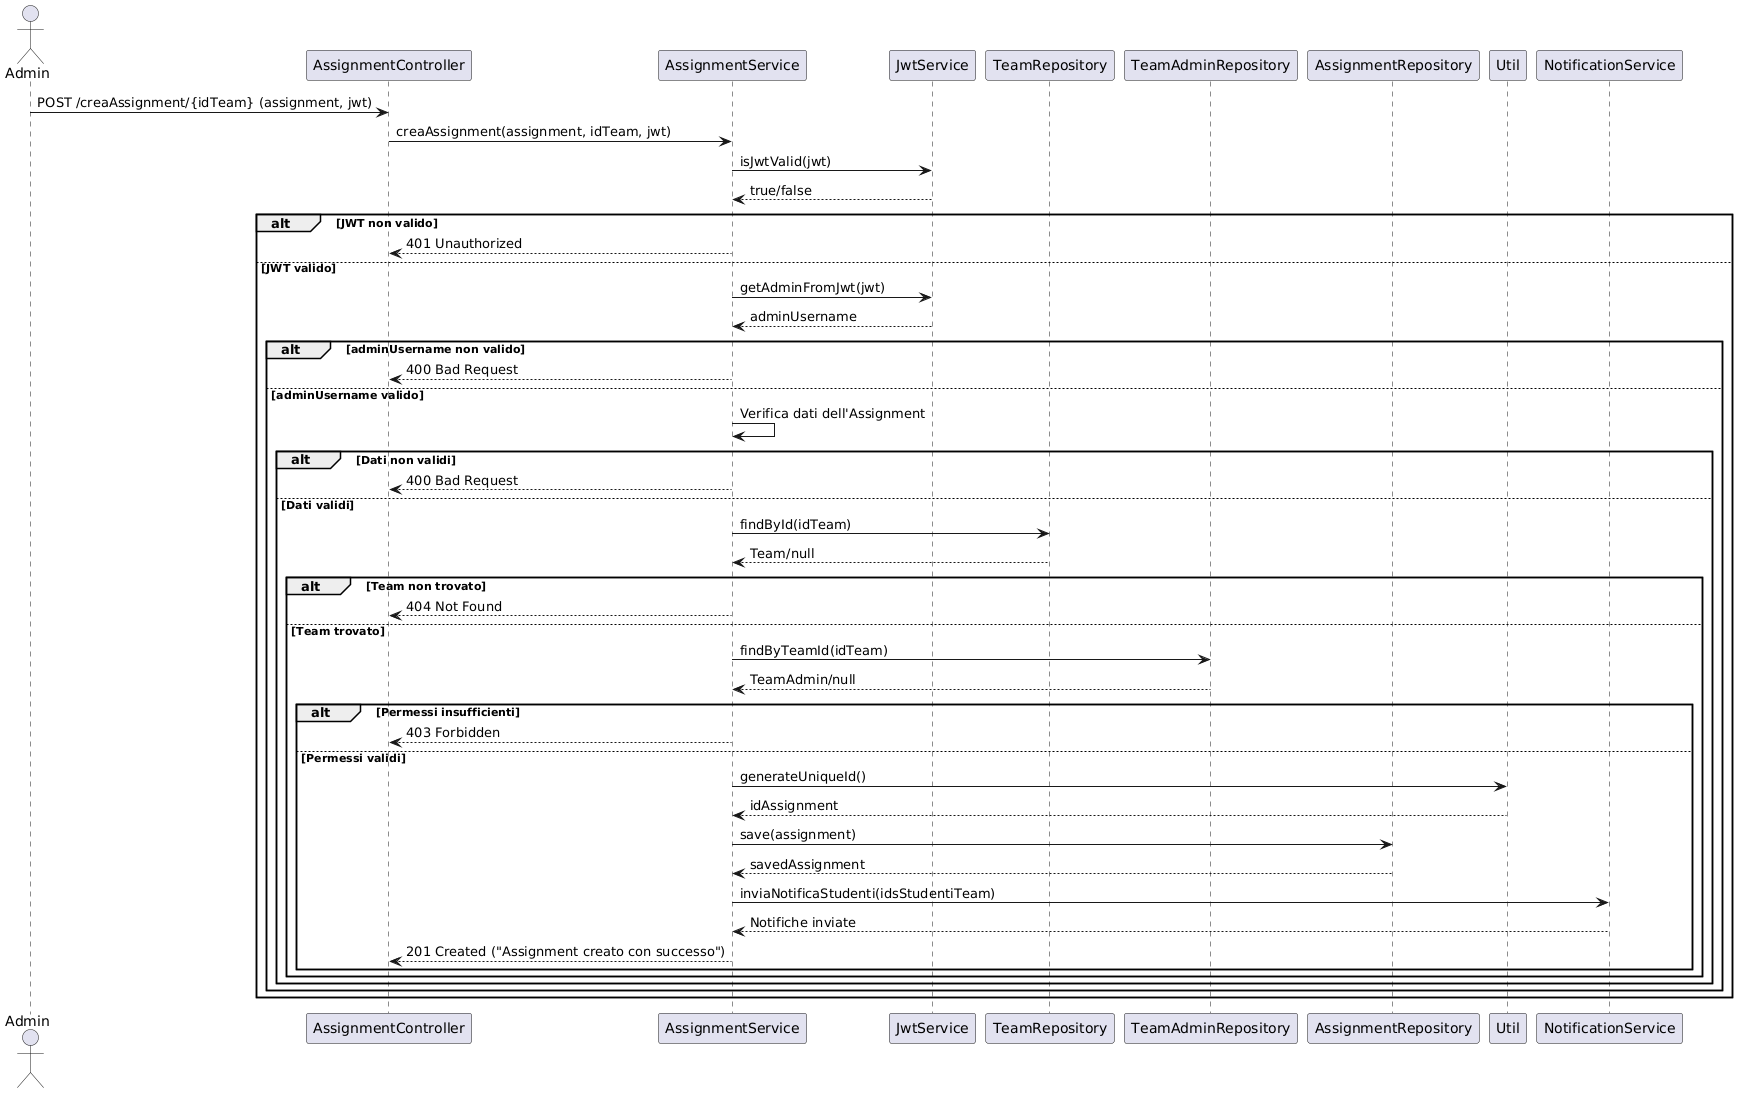 Admin
AssignmentController
AssignmentService
JwtService
TeamRepository
TeamAdminRepository
AssignmentRepository
Util
NotificationService
POST /creaAssignment/{idTeam} (assignment, jwt)
creaAssignment(assignment, idTeam, jwt)
isJwtValid(jwt)
true/false
alt [JWT non valido]
401 Unauthorized
[JWT valido]
getAdminFromJwt(jwt)
adminUsername
alt [adminUsername non valido]
400 Bad Request
[adminUsername valido]
Verifica dati dell'Assignment
alt [Dati non validi]
400 Bad Request
[Dati validi]
findById(idTeam)
Team/null
alt [Team non trovato]
404 Not Found
[Team trovato]
findByTeamId(idTeam)
TeamAdmin/null
alt [Permessi insufficienti]
403 Forbidden
[Permessi validi]
generateUniqueId()
idAssignment
save(assignment)
savedAssignment
inviaNotificaStudenti(idsStudentiTeam)
Notifiche inviate
201 Created ("Assignment creato con successo")
Admin
AssignmentController
AssignmentService
JwtService
TeamRepository
TeamAdminRepository
AssignmentRepository
Util
NotificationService